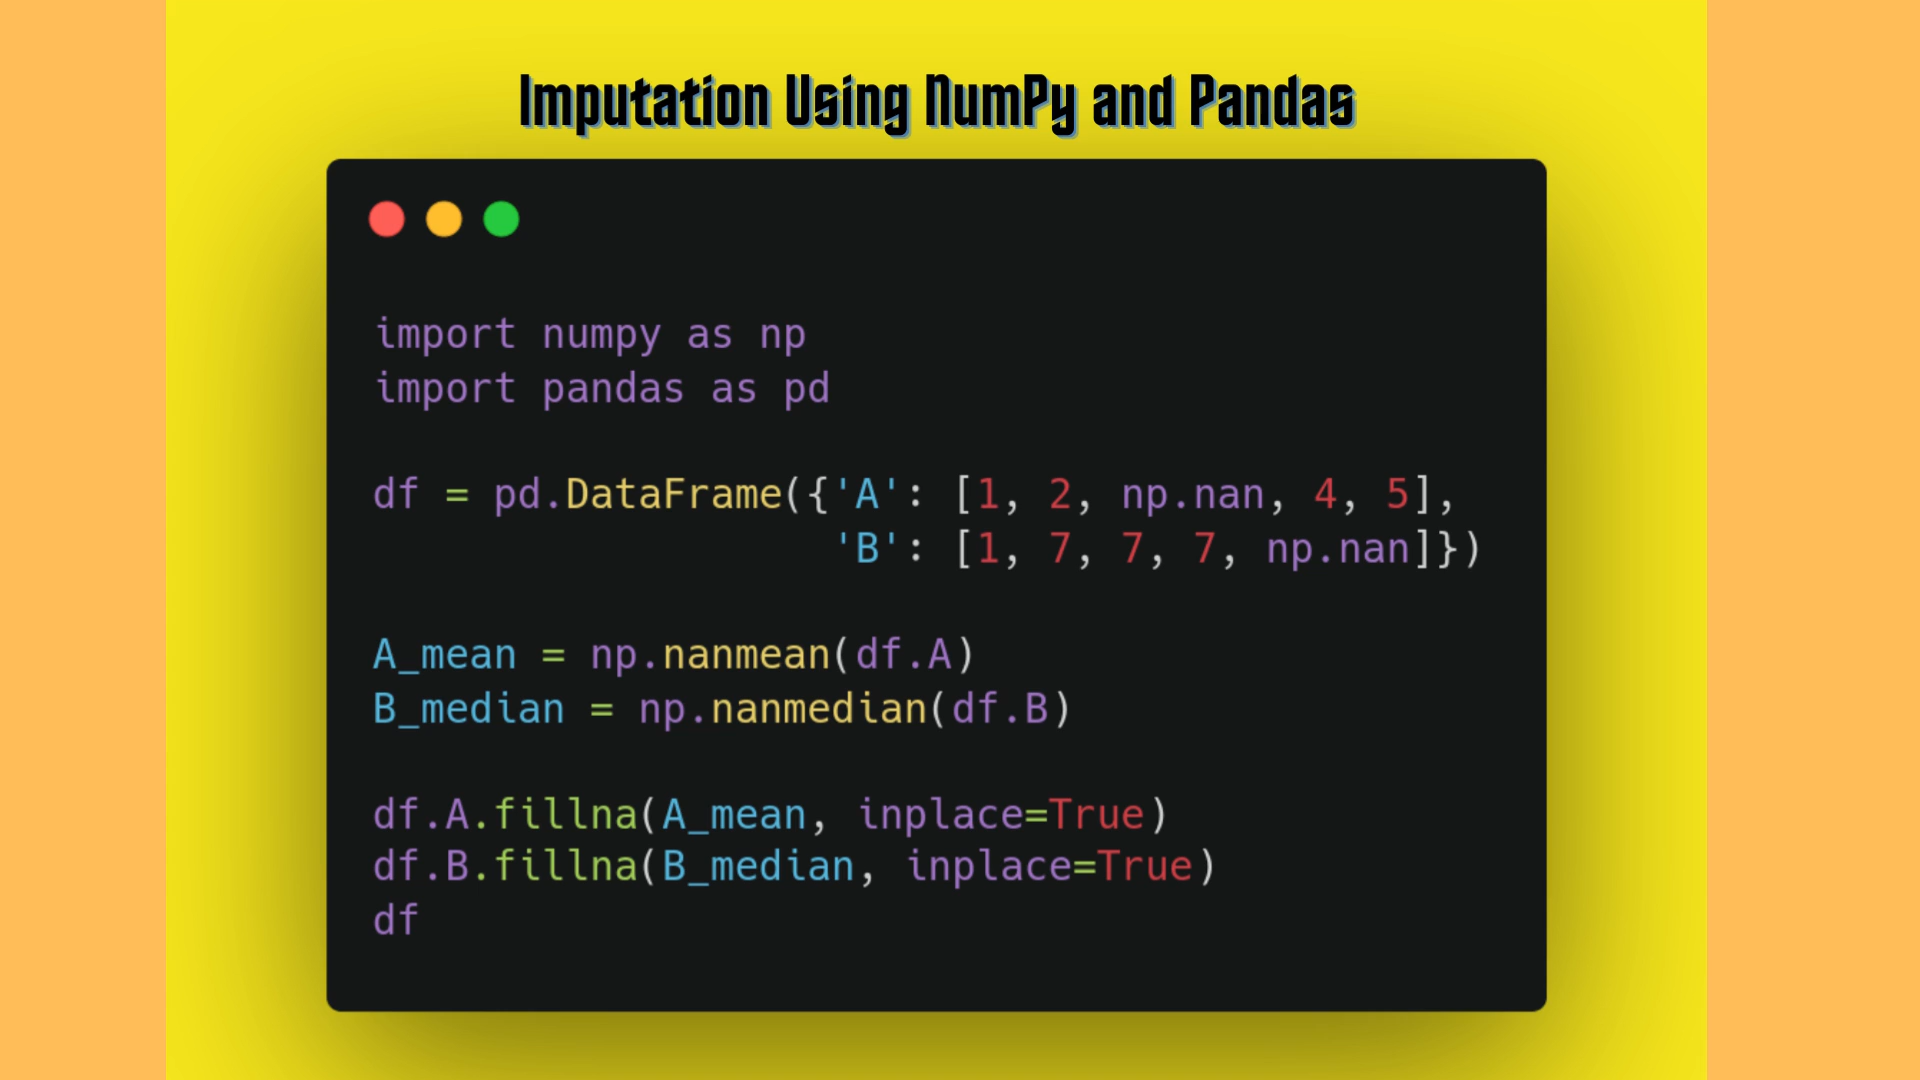 Imputation Using NumPy and Pandas
import numpy as np
import pandas as pd
df = pd.DataFrame({'A': [1, 2, np.nan, 4, 5],
'B': [1, 7, 7, 7, np.nan]})
A_mean = np.nanmean(df.A)
B_median = np.nanmedian(df.B)
df.A.fillna(A_mean, inplace=True)
df.B.fillna(B_median, inplace=True)
df